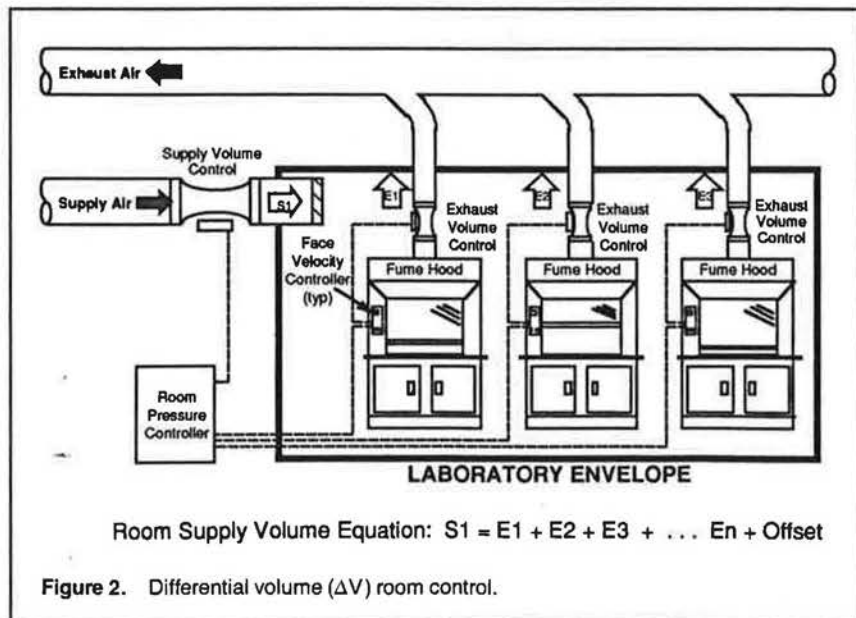 Exhaust Air
Supply Volume
Control
Supply Air
S1
E1
E2
E3
Exhaust
Volume
Control
Exhaust
Volume
Control
Exhaust
Volume
Control
Face
Velocity
Controller
(typ)
Fume Hood
Fume Hood
Fume Hood
Room
Pressure
Controller
LABORATORY ENVELOPE
Room Supply Volume Equation: S1 = E1 + E2 + E3 + ... En + Offset
Figure 2. Differential volume (ΔV) room control.